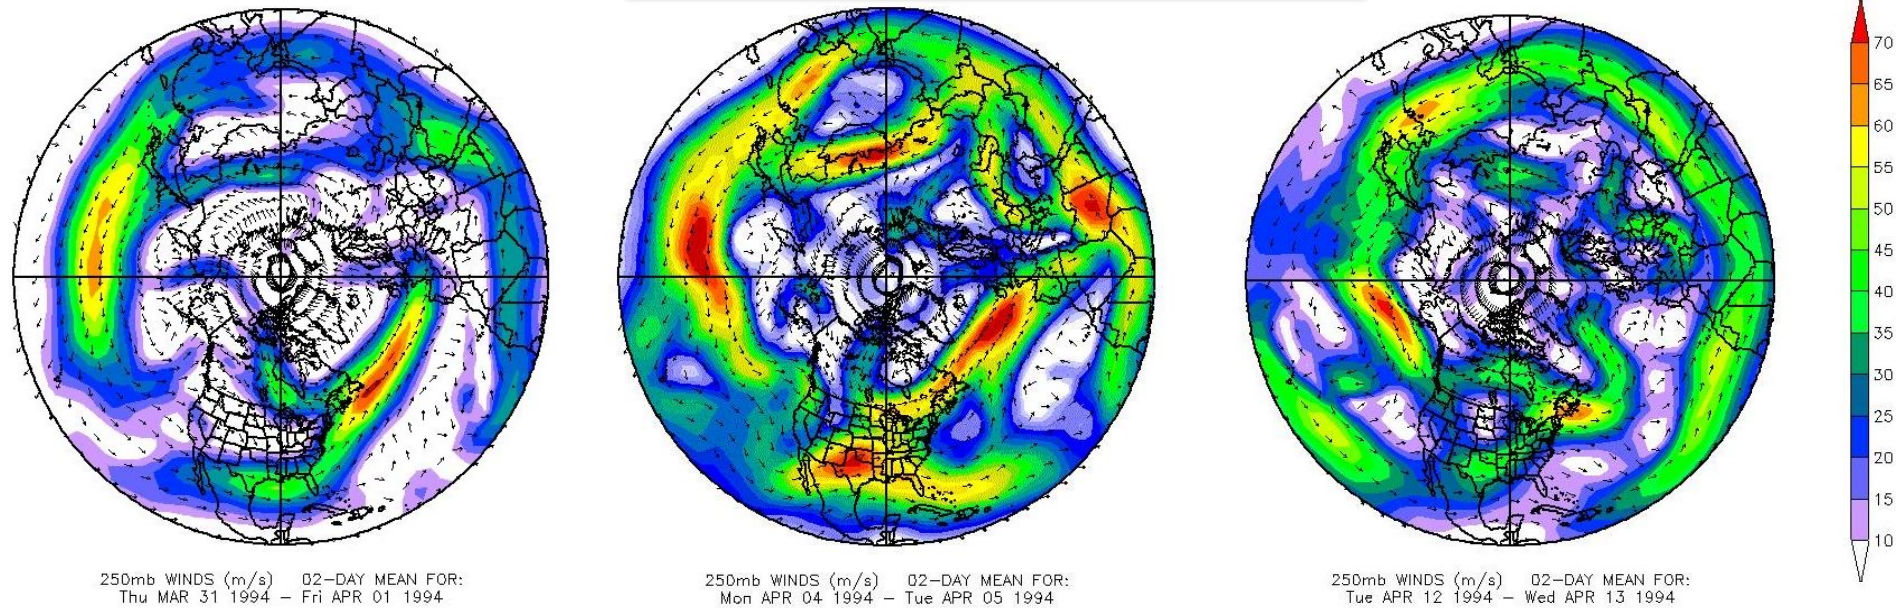 250mb WINDS (m/s) 02-DAY MEAN FOR:
Thu MAR 31 1994 – Fri APR 01 1994
250mb WINDS (m/s) 02-DAY MEAN FOR:
Mon APR 04 1994 – Tue APR 05 1994
250mb WINDS (m/s) 02-DAY MEAN FOR:
Tue APR 12 1994 – Wed APR 13 1994
70
65
60
55
50
45
40
35
30
25
20
15
10